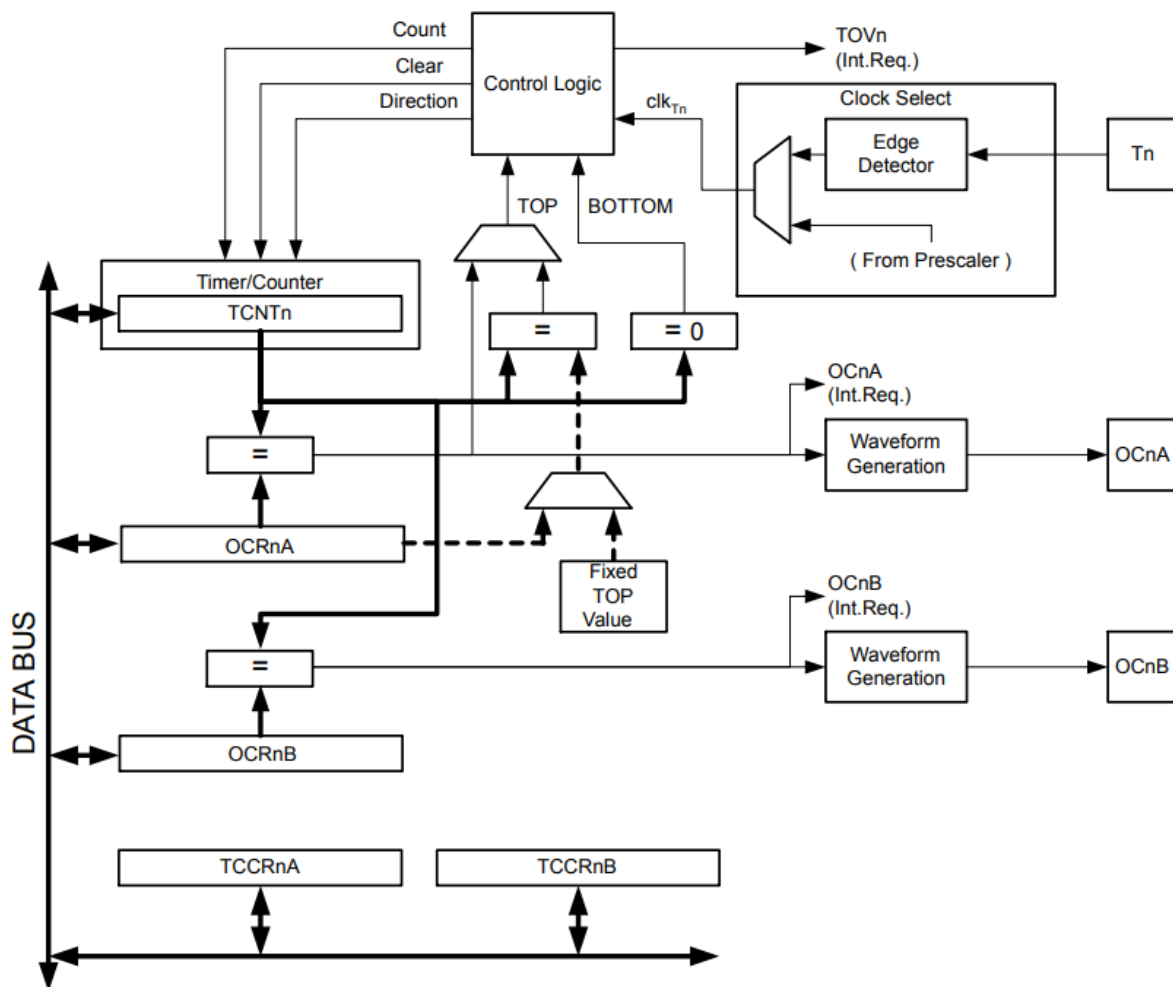 Count
Clear
Direction
Control Logic
TOVn
(Int.Req.)
clkTn
Clock Select
Edge
Detector
Tn
( From Prescaler )
TOP
BOTTOM
Timer/Counter
TCNTn
=
= 0
OCnA
(Int.Req.)
=
Waveform
Generation
OCnA
OCRnA
Fixed
TOP
Value
OCnB
(Int.Req.)
=
Waveform
Generation
OCnB
OCRnB
TCCRnA
TCCRnB
DATA BUS